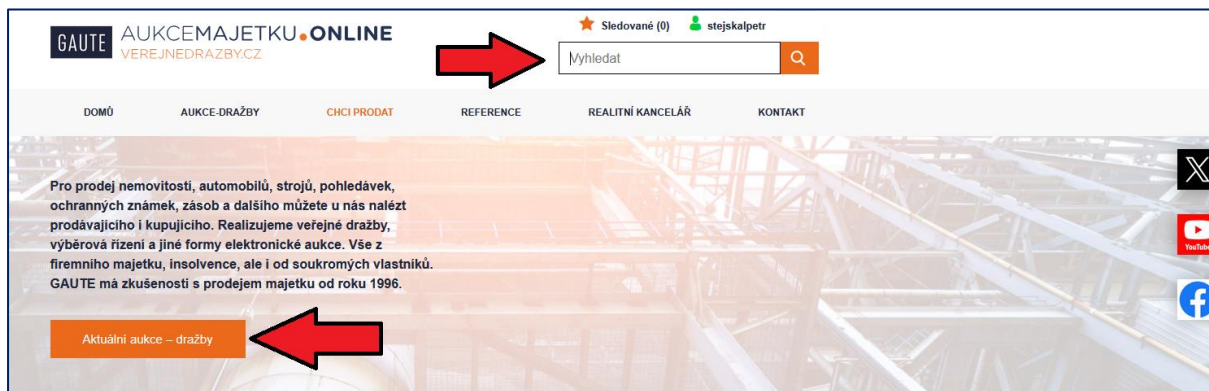 GAUTE
AUKCEMAJETKU.ONLINE
VEREJNEDRAZBY.CZ
Sledované (0)
stejskalpetr
Vyhledat
DOMŮ
AUKCE-DRAŽBY
CHCI PRODAT
REFERENCE
REALITNÍ KANCELÁŘ
KONTAKT
Pro prodej nemovitostí, automobilů, strojů, pohledávek,
ochranných známek, zásob a dalšího můžete u nás nalézt
prodávajícího i kupujícího. Realizujeme veřejné dražby,
výběrová řízení a jiné formy elektronické aukce. Vše z
firemního majetku, insolvence, ale i od soukromých vlastníků.
GAUTE má zkušenosti s prodejem majetku od roku 1996.
Aktuální aukce – dražby
X
YouTube
f